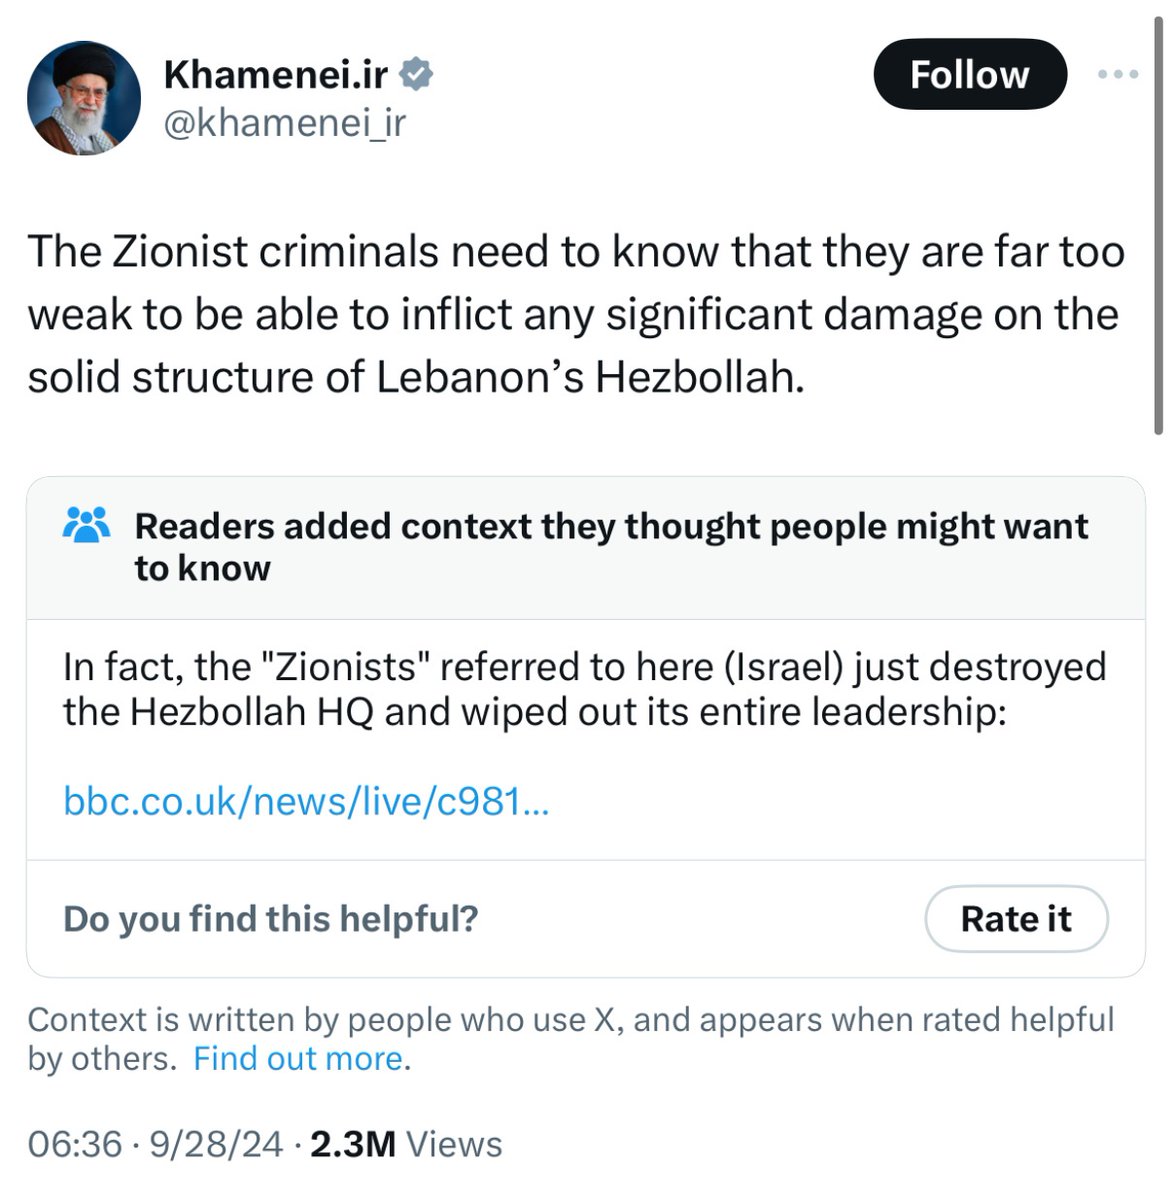 Khamenei.ir
@khamenei_ir
Follow
The Zionist criminals need to know that they are far too
weak to be able to inflict any significant damage on the
solid structure of Lebanon’s Hezbollah.
Readers added context they thought people might want
to know
In fact, the "Zionists" referred to here (Israel) just destroyed
the Hezbollah HQ and wiped out its entire leadership:
bbc.co.uk/news/live/c981...
Do you find this helpful?
Rate it
Context is written by people who use X, and appears when rated helpful
by others. Find out more.
06:36 · 9/28/24 · 2.3M Views